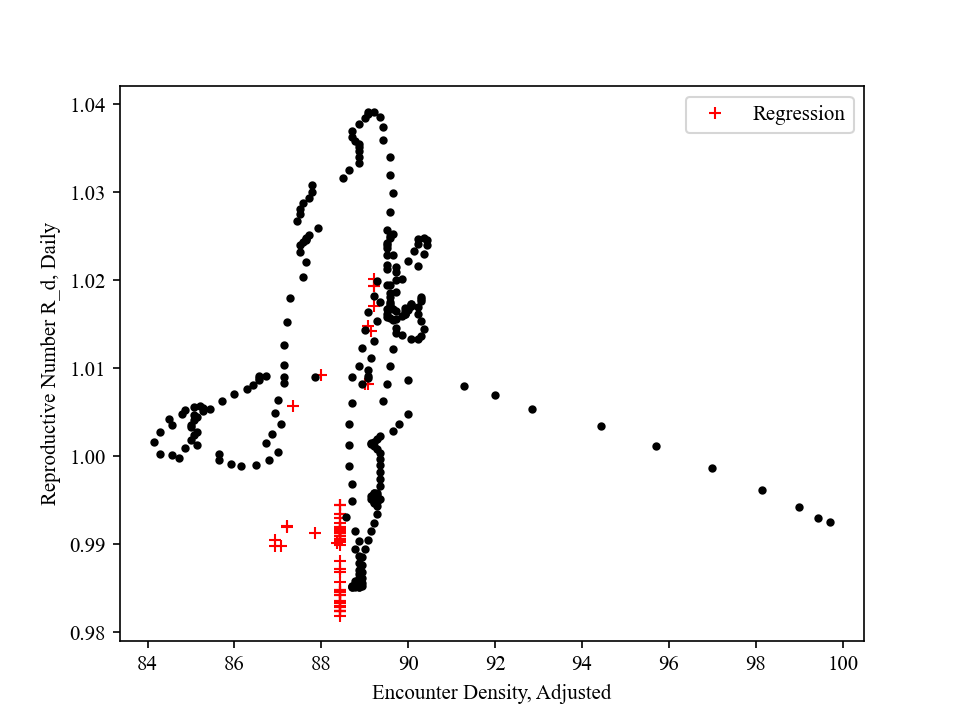 Regression
1.04
1.03
1.02
1.01
1.00
0.99
0.98
Reproductive Number R_d, Daily
84 86 88 90 92 94 96 98 100
Encounter Density, Adjusted